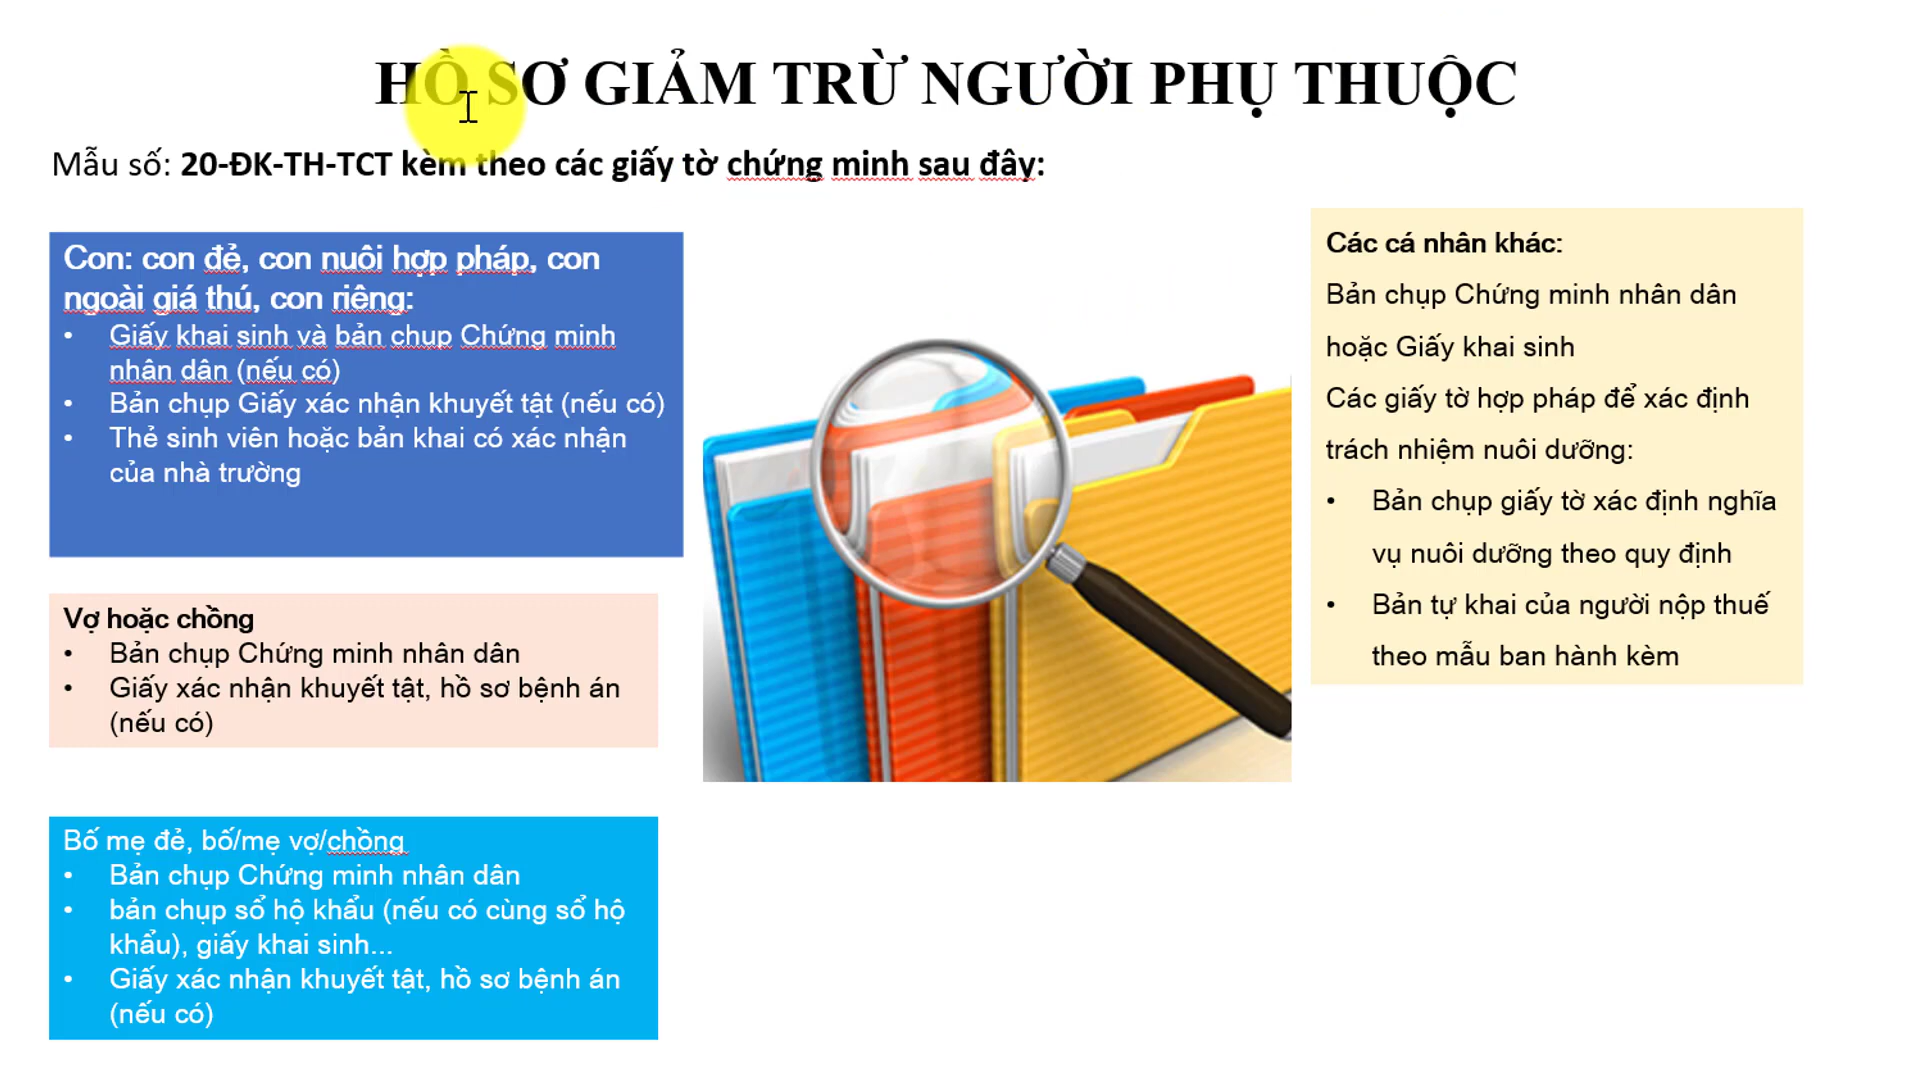 HỒ SƠ GIẢM TRỪ NGƯỜI PHỤ THUỘC
Mẫu số: 20-ĐK-TH-TCT kèm theo các giấy tờ chứng minh sau đây:
Con: con đẻ, con nuôi hợp pháp, con
ngoài giá thú, con riêng:
• Giấy khai sinh và bản chụp Chứng minh
nhân dân (nếu có)
• Bản chụp Giấy xác nhận khuyết tật (nếu có)
• Thẻ sinh viên hoặc bản khai có xác nhận
của nhà trường
Vợ hoặc chồng
• Bản chụp Chứng minh nhân dân
• Giấy xác nhận khuyết tật, hồ sơ bệnh án
(nếu có)
Bố mẹ đẻ, bố/mẹ vợ/chồng
• Bản chụp Chứng minh nhân dân
• bản chụp sổ hộ khẩu (nếu có cùng sổ hộ
khẩu), giấy khai sinh...
• Giấy xác nhận khuyết tật, hồ sơ bệnh án
(nếu có)
Các cá nhân khác:
Bản chụp Chứng minh nhân dân
hoặc Giấy khai sinh
Các giấy tờ hợp pháp để xác định
trách nhiệm nuôi dưỡng:
• Bản chụp giấy tờ xác định nghĩa
vụ nuôi dưỡng theo quy định
• Bản tự khai của người nộp thuế
theo mẫu ban hành kèm